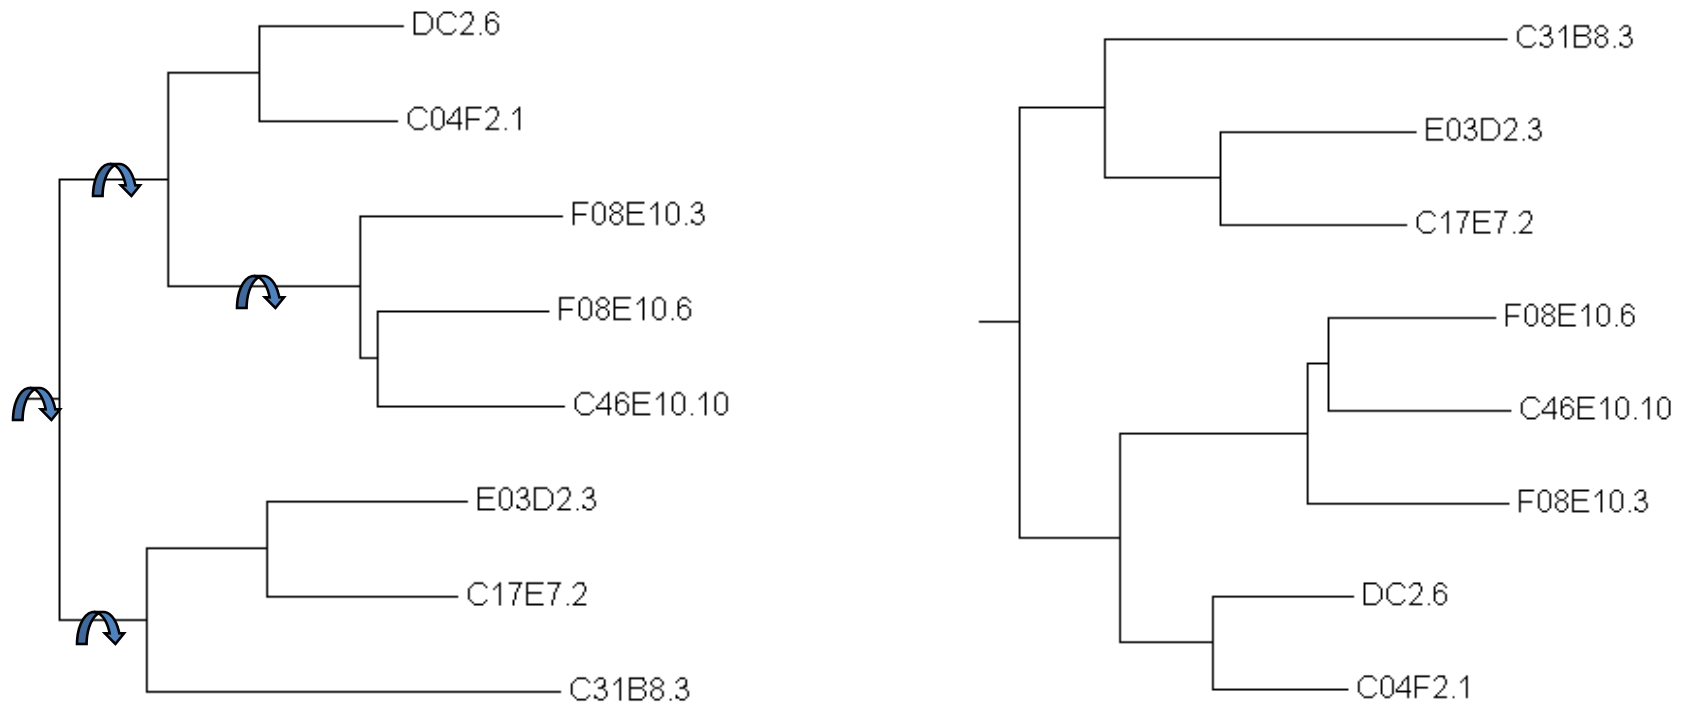 DC2.6
C04F2.1
F08E10.3
F08E10.6
C46E10.10
E03D2.3
C17E7.2
C31B8.3
C31B8.3
E03D2.3
C17E7.2
F08E10.6
C46E10.10
F08E10.3
DC2.6
C04F2.1